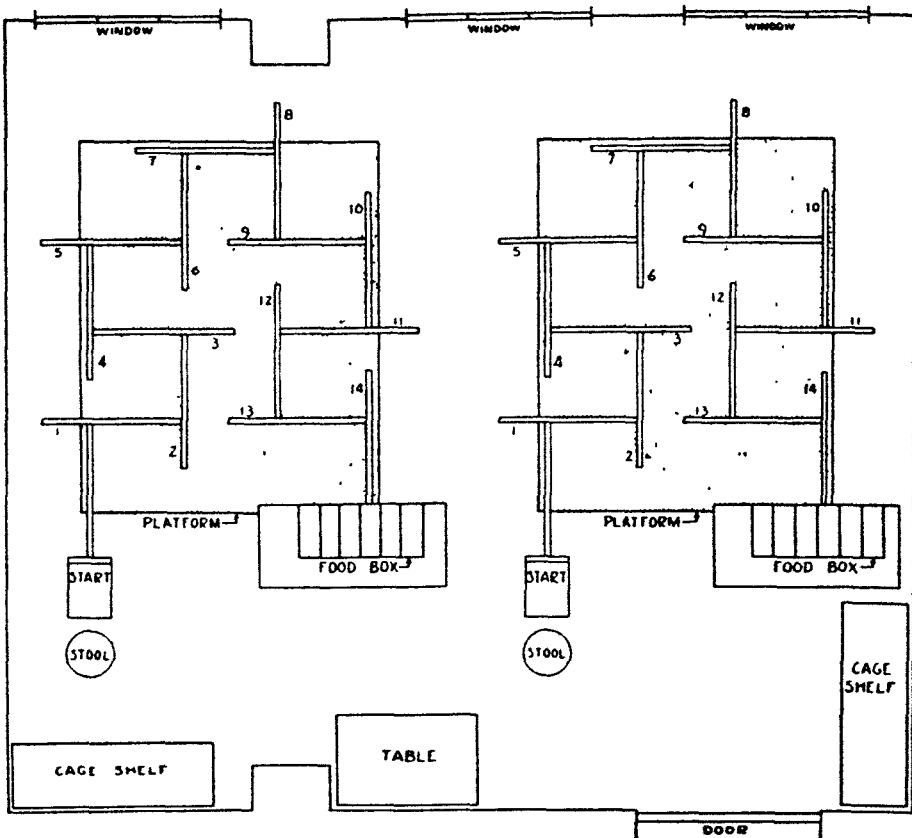 WINDOW
WINDOW
WINDOW
8
8
7
7
10
10
5
9
5
9
6
6
12
12
3
11
3
11
4
4
14
14
1
13
1
13
2
2
PLATFORM
PLATFORM
FOOD BOX
FOOD BOX
START
START
STOOL
STOOL
CAGE
SHELF
TABLE
CAGE SHELF
DOOR